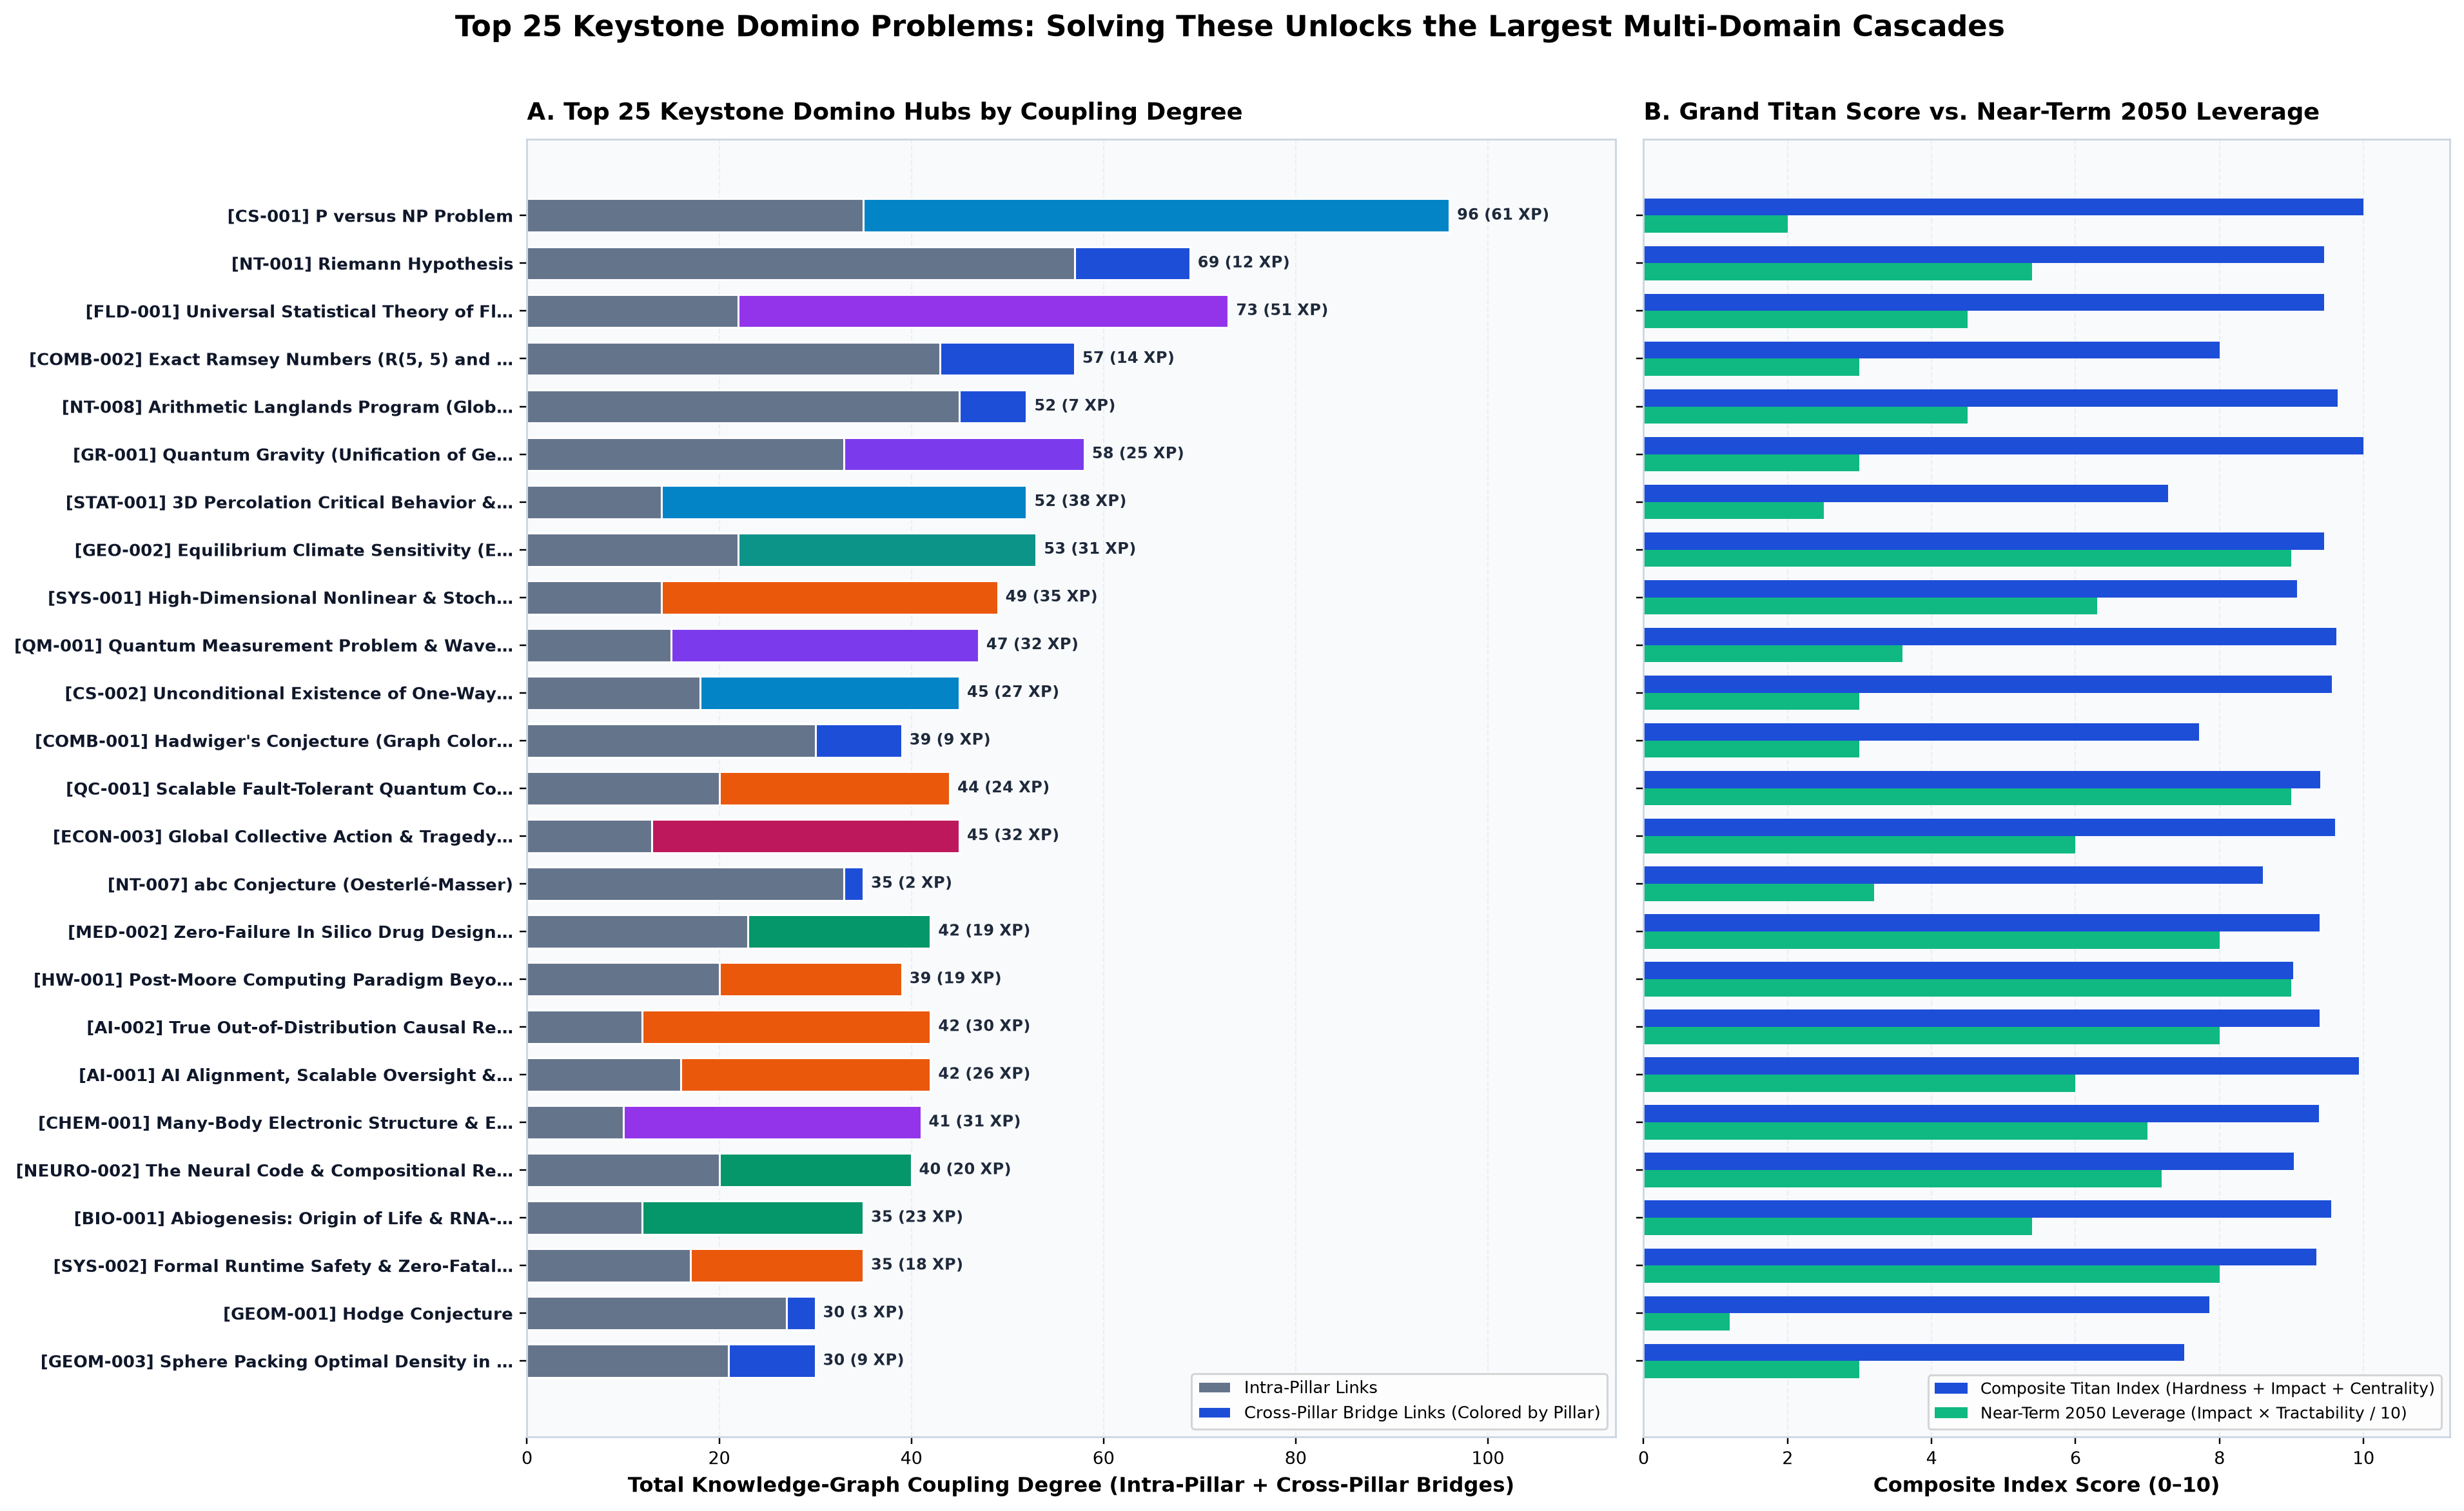 Top 25 Keystone Domino Problems: Solving These Unlocks the Largest Multi-Domain Cascades
A. Top 25 Keystone Domino Hubs by Coupling Degree
[CS-001] P versus NP Problem
96 (61 XP)
[NT-001] Riemann Hypothesis
69 (12 XP)
[FLD-001] Universal Statistical Theory of Fl...
73 (51 XP)
[COMB-002] Exact Ramsey Numbers (R(5, 5) and ...
57 (14 XP)
[NT-008] Arithmetic Langlands Program (Glob...
52 (7 XP)
[GR-001] Quantum Gravity (Unification of Ge...
58 (25 XP)
[STAT-001] 3D Percolation Critical Behavior &...
52 (38 XP)
[GEO-002] Equilibrium Climate Sensitivity (E...
53 (31 XP)
[SYS-001] High-Dimensional Nonlinear & Stoch...
49 (35 XP)
[QM-001] Quantum Measurement Problem & Wave...
47 (32 XP)
[CS-002] Unconditional Existence of One-Way...
45 (27 XP)
[COMB-001] Hadwiger's Conjecture (Graph Color...
39 (9 XP)
[QC-001] Scalable Fault-Tolerant Quantum Co...
44 (24 XP)
[ECON-003] Global Collective Action & Tragedy...
45 (32 XP)
[NT-007] abc Conjecture (Oesterlé-Masser)
35 (2 XP)
[MED-002] Zero-Failure In Silico Drug Design...
42 (19 XP)
[HW-001] Post-Moore Computing Paradigm Beyo...
39 (19 XP)
[AI-002] True Out-of-Distribution Causal Re...
42 (30 XP)
[AI-001] AI Alignment, Scalable Oversight &...
42 (26 XP)
[CHEM-001] Many-Body Electronic Structure & E...
41 (31 XP)
[NEURO-002] The Neural Code & Compositional Re...
40 (20 XP)
[BIO-001] Abiogenesis: Origin of Life & RNA-...
35 (23 XP)
[SYS-002] Formal Runtime Safety & Zero-Fatal...
35 (18 XP)
[GEOM-001] Hodge Conjecture
30 (3 XP)
[GEOM-003] Sphere Packing Optimal Density in ...
30 (9 XP)
Intra-Pillar Links
Cross-Pillar Bridge Links (Colored by Pillar)
0 20 40 60 80 100
Total Knowledge-Graph Coupling Degree (Intra-Pillar + Cross-Pillar Bridges)
B. Grand Titan Score vs. Near-Term 2050 Leverage
Composite Titan Index (Hardness + Impact + Centrality)
Near-Term 2050 Leverage (Impact × Tractability / 10)
0 2 4 6 8 10
Composite Index Score (0–10)